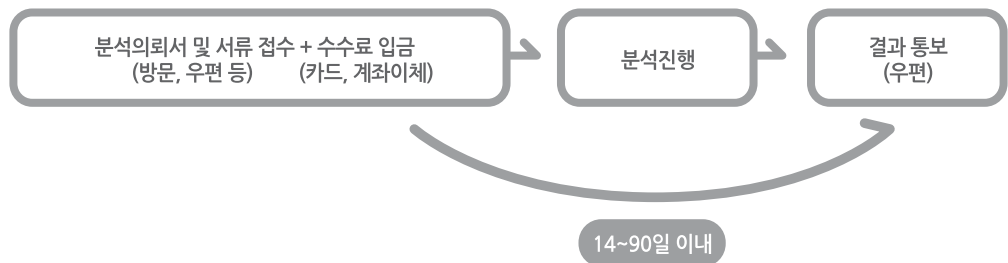 분석의뢰서 및 서류 접수 + 수수료 입금
(방문, 우편 등) (카드, 계좌이체)
분석진행
결과 통보
(우편)
14~90일 이내